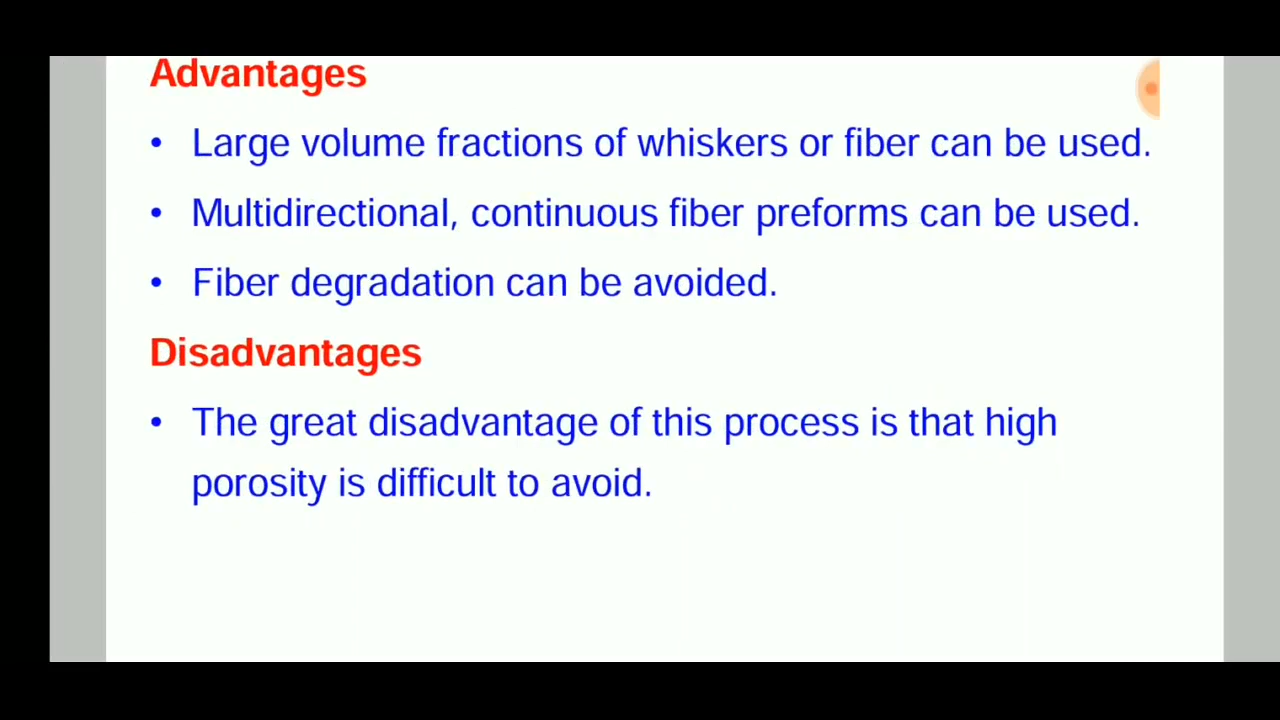 Advantages
• Large volume fractions of whiskers or fiber can be used.
• Multidirectional, continuous fiber preforms can be used.
• Fiber degradation can be avoided.
Disadvantages
• The great disadvantage of this process is that high
porosity is difficult to avoid.